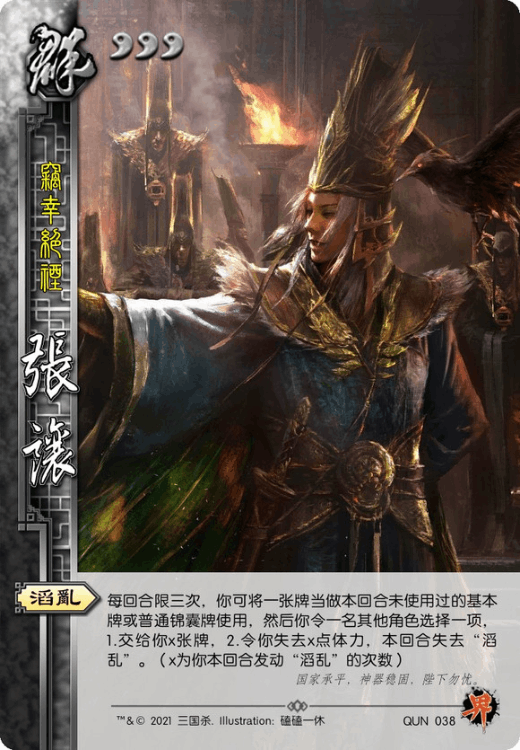 群
竊幸絕禋
張讓
滔亂
每回合限三次，你可将一张牌当做本回合未使用过的基本
牌或普通锦囊牌使用，然后你令一名其他角色选择一项，
1.交给你x张牌，2.令你失去x点体力，本回合失去“滔
乱”。（x为你本回合发动“滔乱”的次数）
国家承平，神器稳固，陛下勿忧。
界
™&© 2021 三国杀. Illustration: 磕磕一休
QUN 038